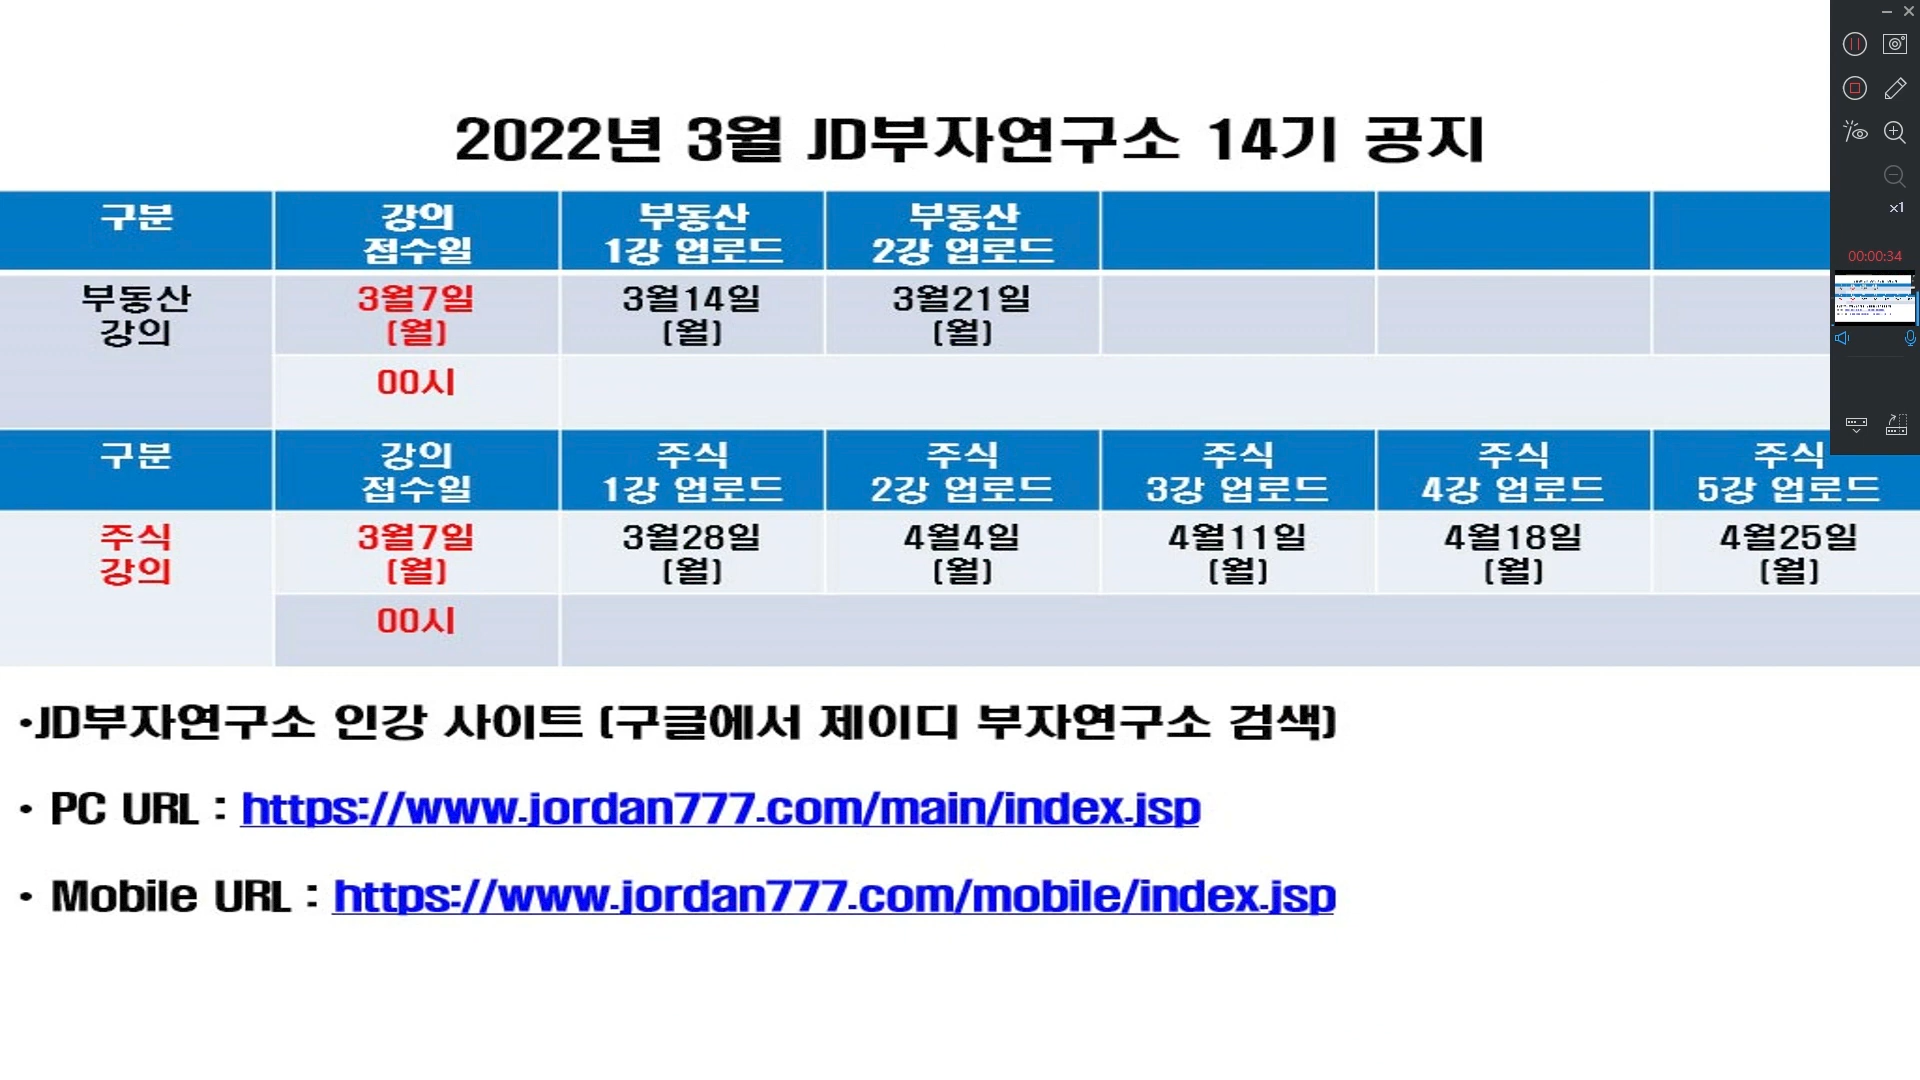 2022년 3월 JD부자연구소 14기 공지
구분 강의 부동산 부동산
접수일 1강 업로드 2강 업로드
부동산 3월7일 3월14일 3월21일
강의 (월) (월) (월)
00시
구분 강의 주식 주식 주식 주식 주식
접수일 1강 업로드 2강 업로드 3강 업로드 4강 업로드 5강 업로드
주식 3월7일 3월28일 4월4일 4월11일 4월18일 4월25일
강의 (월) (월) (월) (월) (월) (월)
00시
•JD부자연구소 인강 사이트 (구글에서 제이디 부자연구소 검색)
• PC URL : https://www.jordan777.com/main/index.jsp
• Mobile URL : https://www.jordan777.com/mobile/index.jsp
x1
00:00:34